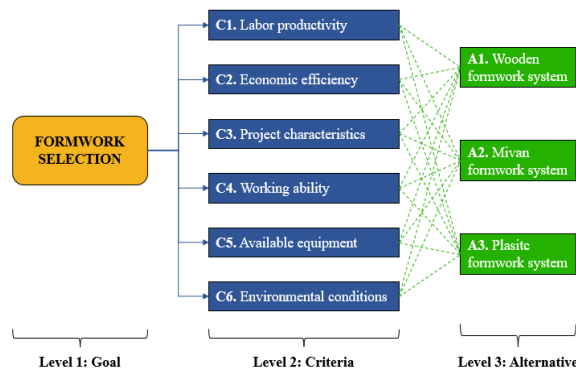 FORMWORK
SELECTION
C1. Labor productivity
C2. Economic efficiency
C3. Project characteristics
C4. Working ability
C5. Available equipment
C6. Environmental conditions
A1. Wooden
formwork system
A2. Mivan
formwork system
A3. Plasitc
formwork system
Level 1: Goal
Level 2: Criteria
Level 3: Alternative